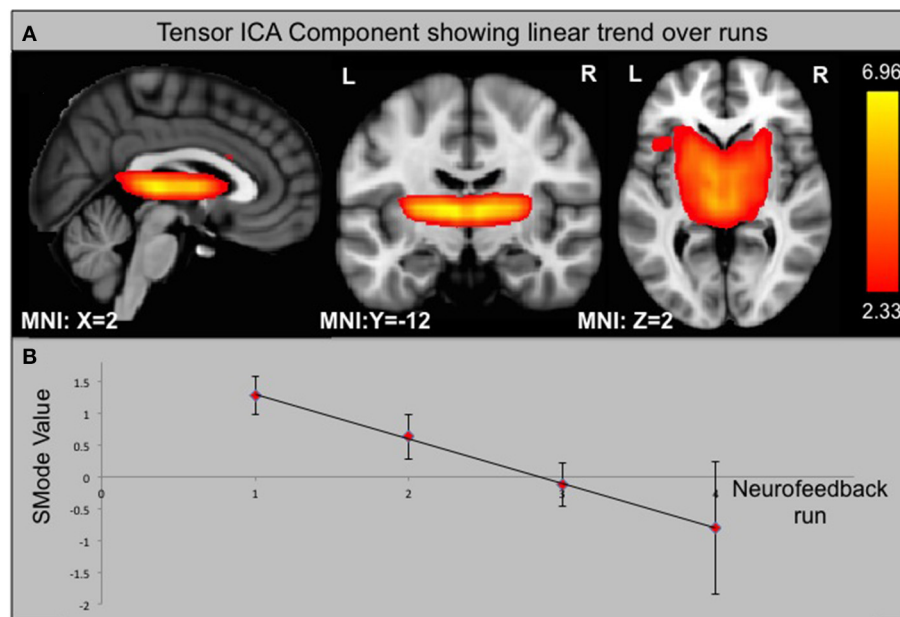 A
Tensor ICA Component showing linear trend over runs
L
R
L
R
6.96
2.33
MNI: X=2
MNI:Y=-12
MNI: Z=2
B
SMode Value
1.5
1
0.5
0
-0.5
-1
-1.5
-2
0
1
2
3
4
Neurofeedback
run